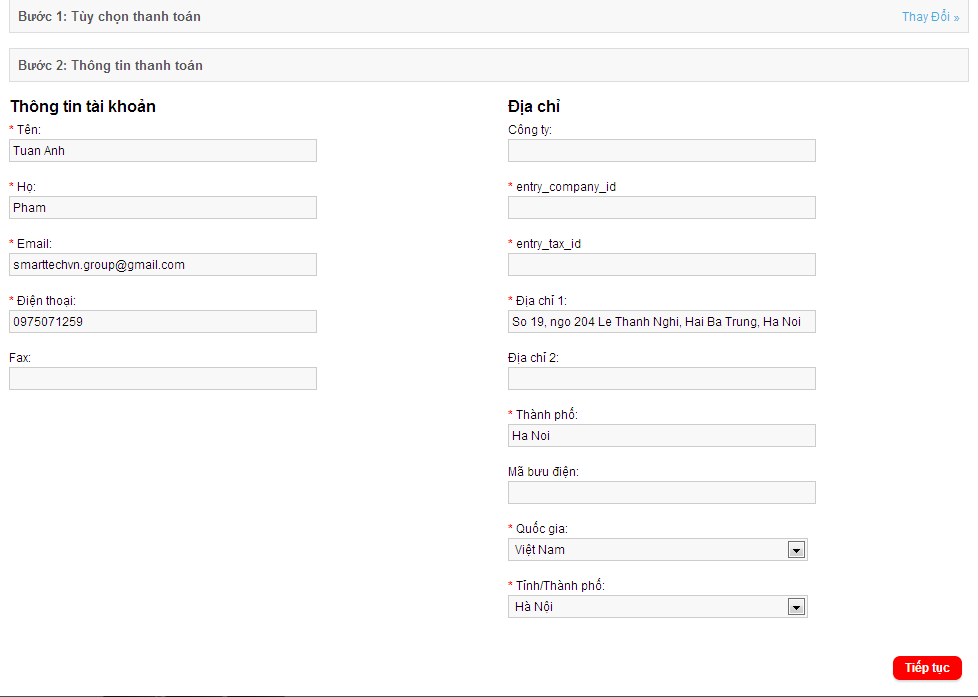 Bước 1: Tùy chọn thanh toán
Thay Đổi »
Bước 2: Thông tin thanh toán
Thông tin tài khoản
* Tên:
Tuan Anh
* Họ:
Pham
* Email:
smarttechvn.group@gmail.com
* Điện thoại:
0975071259
Fax:
Địa chỉ
Công ty:
* entry_company_id
* entry_tax_id
* Địa chỉ 1:
So 19, ngo 204 Le Thanh Nghi, Hai Ba Trung, Ha Noi
Địa chỉ 2:
* Thành phố:
Ha Noi
Mã bưu điện:
* Quốc gia:
Việt Nam
* Tỉnh/Thành phố:
Hà Nội
Tiếp tục